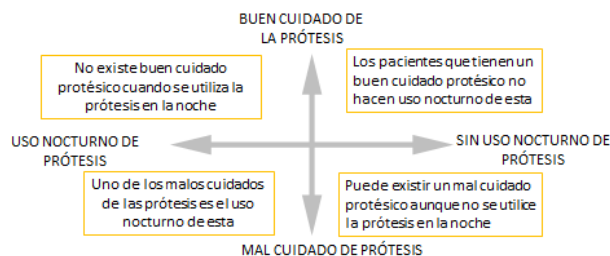 BUEN CUIDADO DE
LA PRÓTESIS
No existe buen cuidado
protésico cuando se utiliza la
prótesis en la noche
Los pacientes que tienen un
buen cuidado protésico no
hacen uso nocturno de esta
USO NOCTURNO DE
PRÓTESIS
SIN USO NOCTURNO DE
PRÓTESIS
Uno de los malos cuidados
de las prótesis es el uso
nocturno de esta
Puede existir un mal cuidado
protésico aunque no se utilice
la prótesis en la noche
MAL CUIDADO DE PRÓTESIS